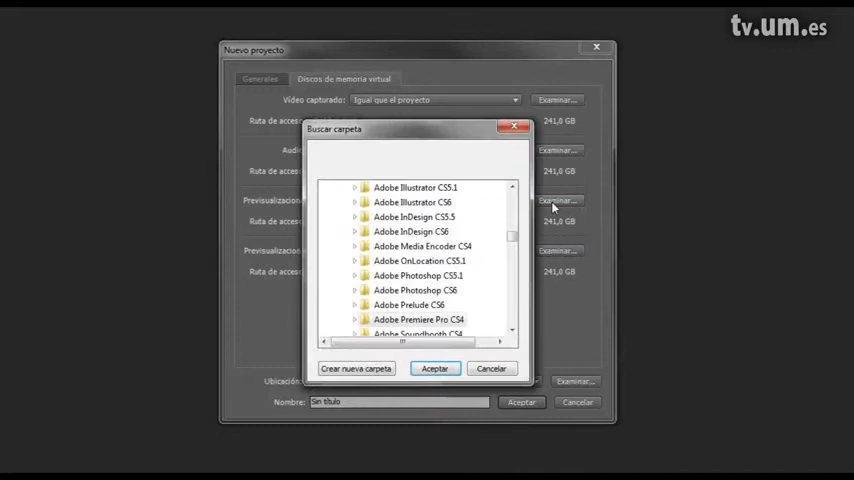 tv.um.es
Nuevo proyecto
Generales
Discos de memoria virtual
Vídeo capturado:
Igual que el proyecto
Examinar...
Ruta de acces
241,0 GB
Buscar carpeta
Audi
Examinar...
Ruta de acces
241,0 GB
Previsualizacion
Examinar...
Ruta de acces
241,0 GB
Previsualizacion
Examinar...
Ruta de acces
241,0 GB
Adobe Illustrator CS5.1
Adobe Illustrator CS6
Adobe InDesign CS5.5
Adobe InDesign CS6
Adobe Media Encoder CS4
Adobe OnLocation CS5.1
Adobe Photoshop CS5.1
Adobe Photoshop CS6
Adobe Prelude CS6
Adobe Premiere Pro CS4
Adobe Soundbooth CS4
Crear nueva carpeta
Aceptar
Cancelar
Ubicación:
Examinar...
Nombre:
Sin título
Aceptar
Cancelar